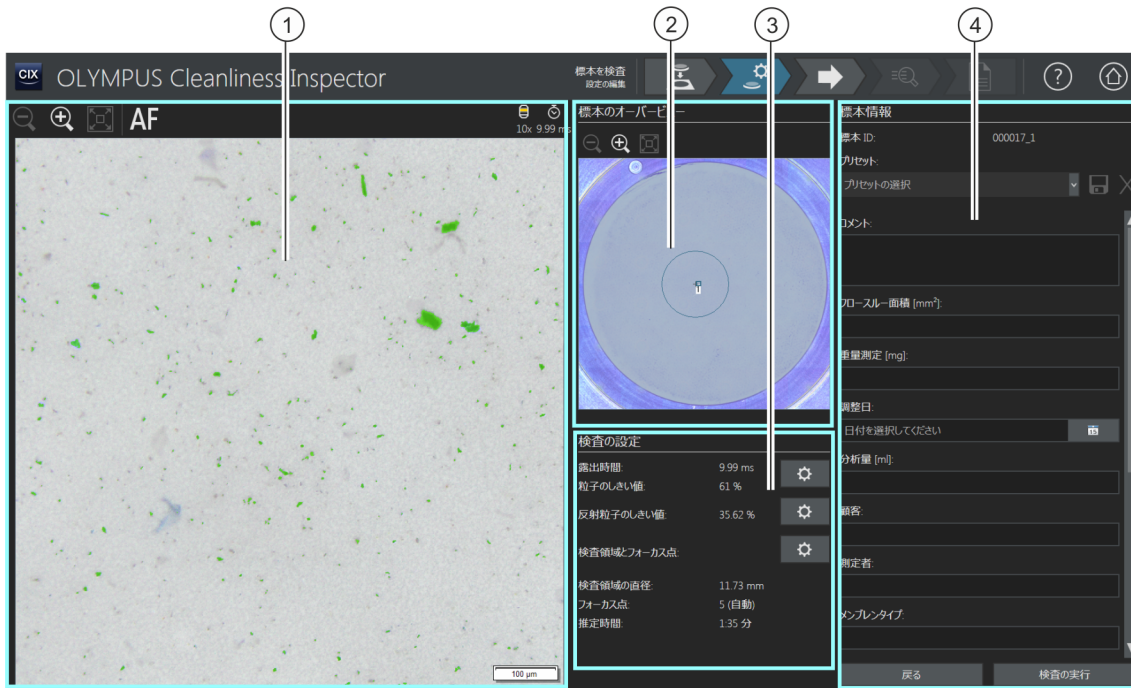 1
2
3
4
CIX
OLYMPUS Cleanliness Inspector
標本を検査
設定の編集
?
AF
10x 9.99 ms
100 µm
標本のオーバービュー
検査の設定
露出時間: 9.99 ms
粒子のしきい値: 61 %
反射粒子のしきい値: 35.62 %
検査領域とフォーカス点:
検査領域の直径: 11.73 mm
フォーカス点: 5 (自動)
推定時間: 1:35 分
標本情報
標本 ID: 000017_1
プリセット:
プリセットの選択
コメント:
フロースルー面積 [mm²]:
重量測定 [mg]:
調整日:
日付を選択してください
15
分析量 [ml]:
顧客:
測定者:
メンブレンタイプ:
戻る
検査の実行